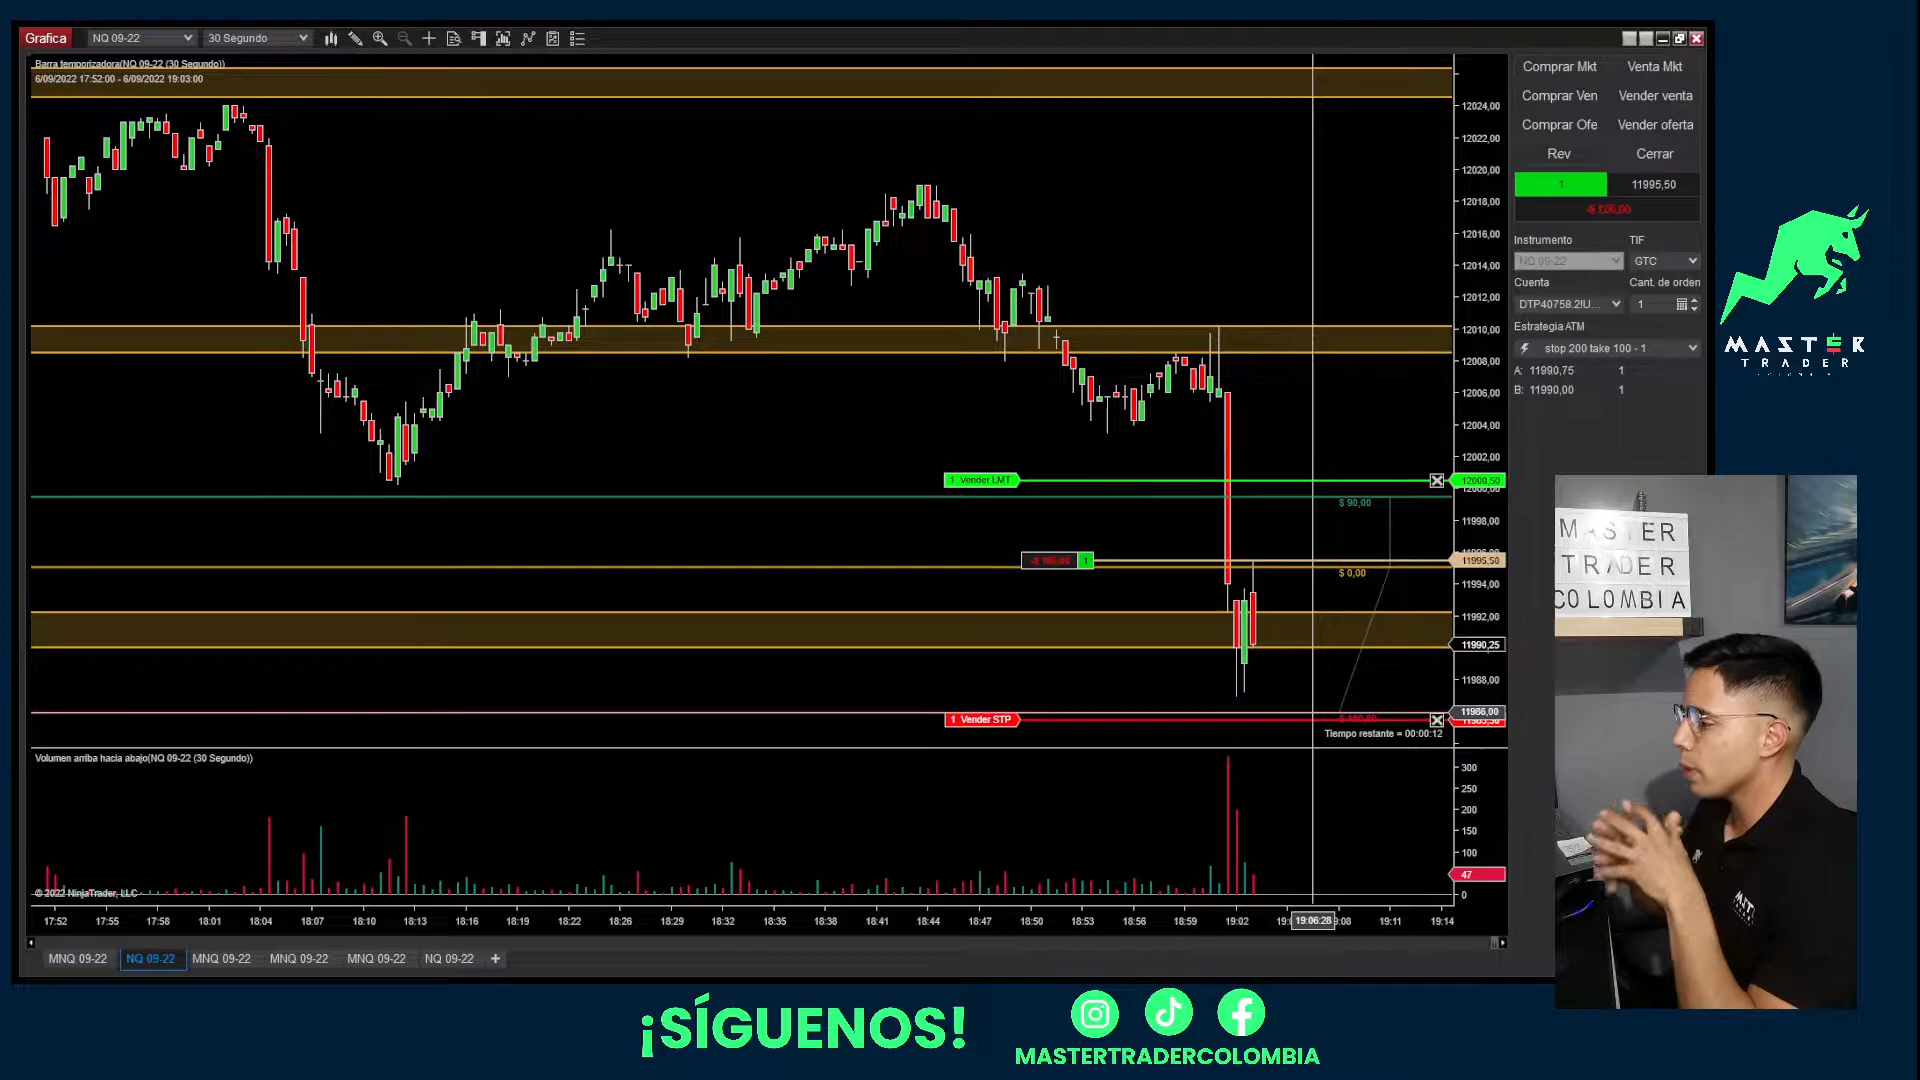 Grafica
NQ 09-22
30 Segundo
Barra temporizadora(NQ 09-22 (30 Segundo))
6/09/2022 17:52:00 - 6/09/2022 19:03:00
12024,00
12022,00
12020,00
12018,00
12016,00
12014,00
12012,00
12010,00
12008,00
12006,00
12004,00
12002,00
12000,50
12000,00
11998,00
11995,50
11994,00
11992,00
11990,25
11988,00
11986,00
1 Vender LMT
$ 90,00
1
$ 0,00
1 Vender STP
Tiempo restante = 00:00:12
Volumen arriba hacia abajo(NQ 09-22 (30 Segundo))
300
250
200
150
100
47
0
© 2022 NinjaTrader, LLC
17:52 17:55 17:58 18:01 18:04 18:07 18:10 18:13 18:16 18:19 18:22 18:26 18:29 18:32 18:35 18:38 18:41 18:44 18:47 18:50 18:53 18:56 18:59 19:02 19:06:28 19:11 19:14
MNQ 09-22 NQ 09-22 MNQ 09-22 MNQ 09-22 MNQ 09-22 NQ 09-22 +
Comprar Mkt Venta Mkt
Comprar Ven Vender venta
Comprar Ofe Vender oferta
Rev Cerrar
1 11995,50
Instrumento TIF
NQ 09-22 GTC
Cuenta Cant. de orden
DTP40758.2!U... 1
Estrategia ATM
stop 200 take 100 - 1
A: 11990,75 1
B: 11990,00 1
MASTER
TRADER
MASTER
TRADER
COLOMBIA
¡SÍGUENOS!
MASTERTRADERCOLOMBIA